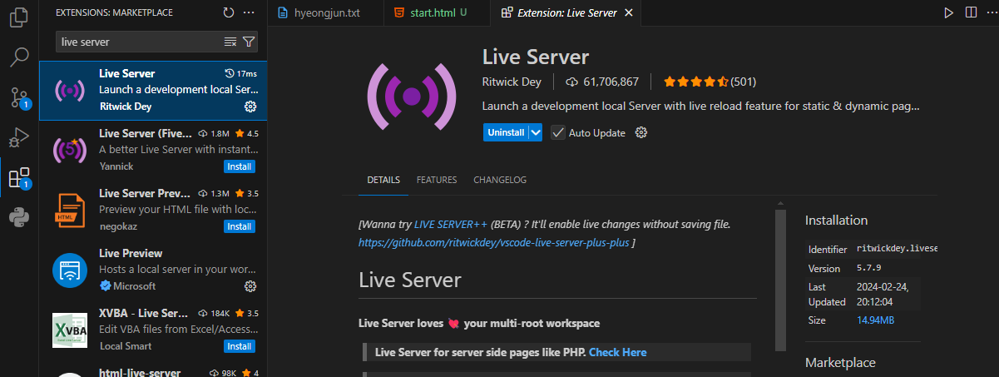 EXTENSIONS: MARKETPLACE
live server
Live Server 17ms
Launch a development local Ser...
Ritwick Dey
Live Server (Five... 1.8M 4.5
A better Live Server with instant...
Yannick Install
Live Server Prev... 1.3M 3.5
Preview your HTML file with loc...
negokaz Install
Live Preview
Hosts a local server in your wor...
Microsoft
XVBA - Live Ser... 184K 3.5
Edit VBA files from Excel/Access...
Local Smart Install
html-live-server 98K 4
1
1
5
HTML
XVBA
hyeongjun.txt start.html U Extension: Live Server
Live Server
Ritwick Dey 61,706,867 (501)
Launch a development local Server with live reload feature for static & dynamic pag...
Uninstall Auto Update
DETAILS FEATURES CHANGELOG
[Wanna try LIVE SERVER++ (BETA) ? It'll enable live changes without saving file.
https://github.com/ritwickdey/vscode-live-server-plus-plus ]
Live Server
Live Server loves 💘 your multi-root workspace
Live Server for server side pages like PHP. Check Here
Installation
Identifier ritwickdey.livese
Version 5.7.9
Last 2024-02-24,
Updated 20:12:04
Size 14.94MB
Marketplace